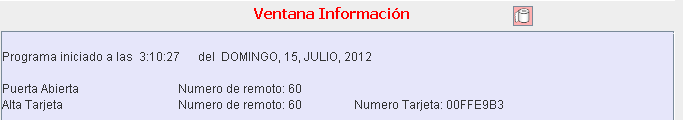 Ventana Información
Programa iniciado a las 3:10:27 del DOMINGO, 15, JULIO, 2012
Puerta Abierta Numero de remoto: 60
Alta Tarjeta Numero de remoto: 60 Numero Tarjeta: 00FFE9B3